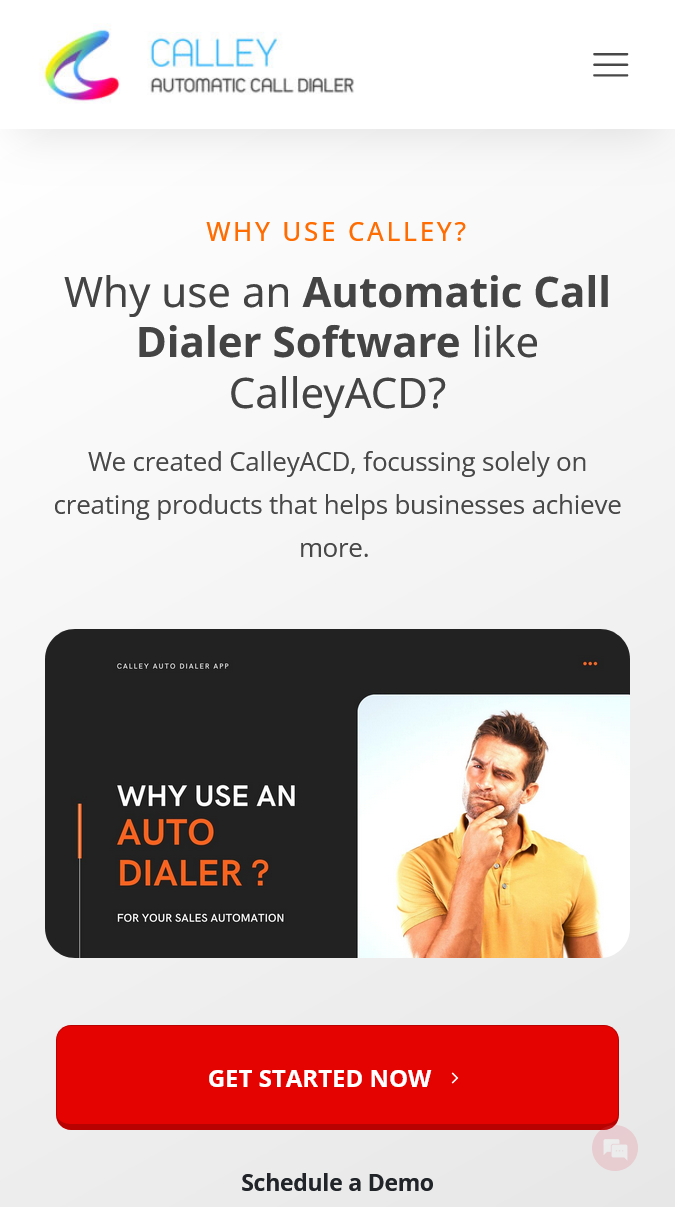 CALLEY
AUTOMATIC CALL DIALER
WHY USE CALLEY?
Why use an Automatic Call
Dialer Software like
CalleyACD?
We created CalleyACD, focussing solely on
creating products that helps businesses achieve
more.
CALLEY AUTO DIALER APP
WHY USE AN
AUTO
DIALER ?
FOR YOUR SALES AUTOMATION
GET STARTED NOW
Schedule a Demo